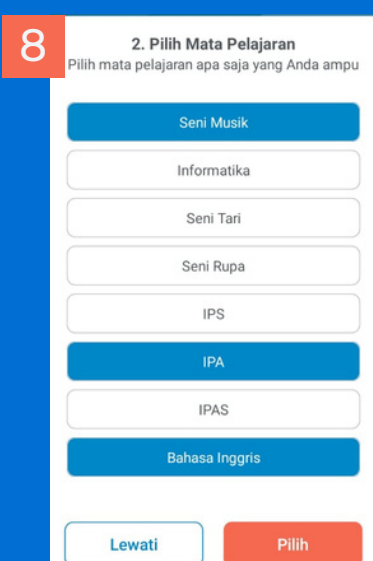 8
2. Pilih Mata Pelajaran
Pilih mata pelajaran apa saja yang Anda ampu
Seni Musik
Informatika
Seni Tari
Seni Rupa
IPS
IPA
IPAS
Bahasa Inggris
Lewati
Pilih